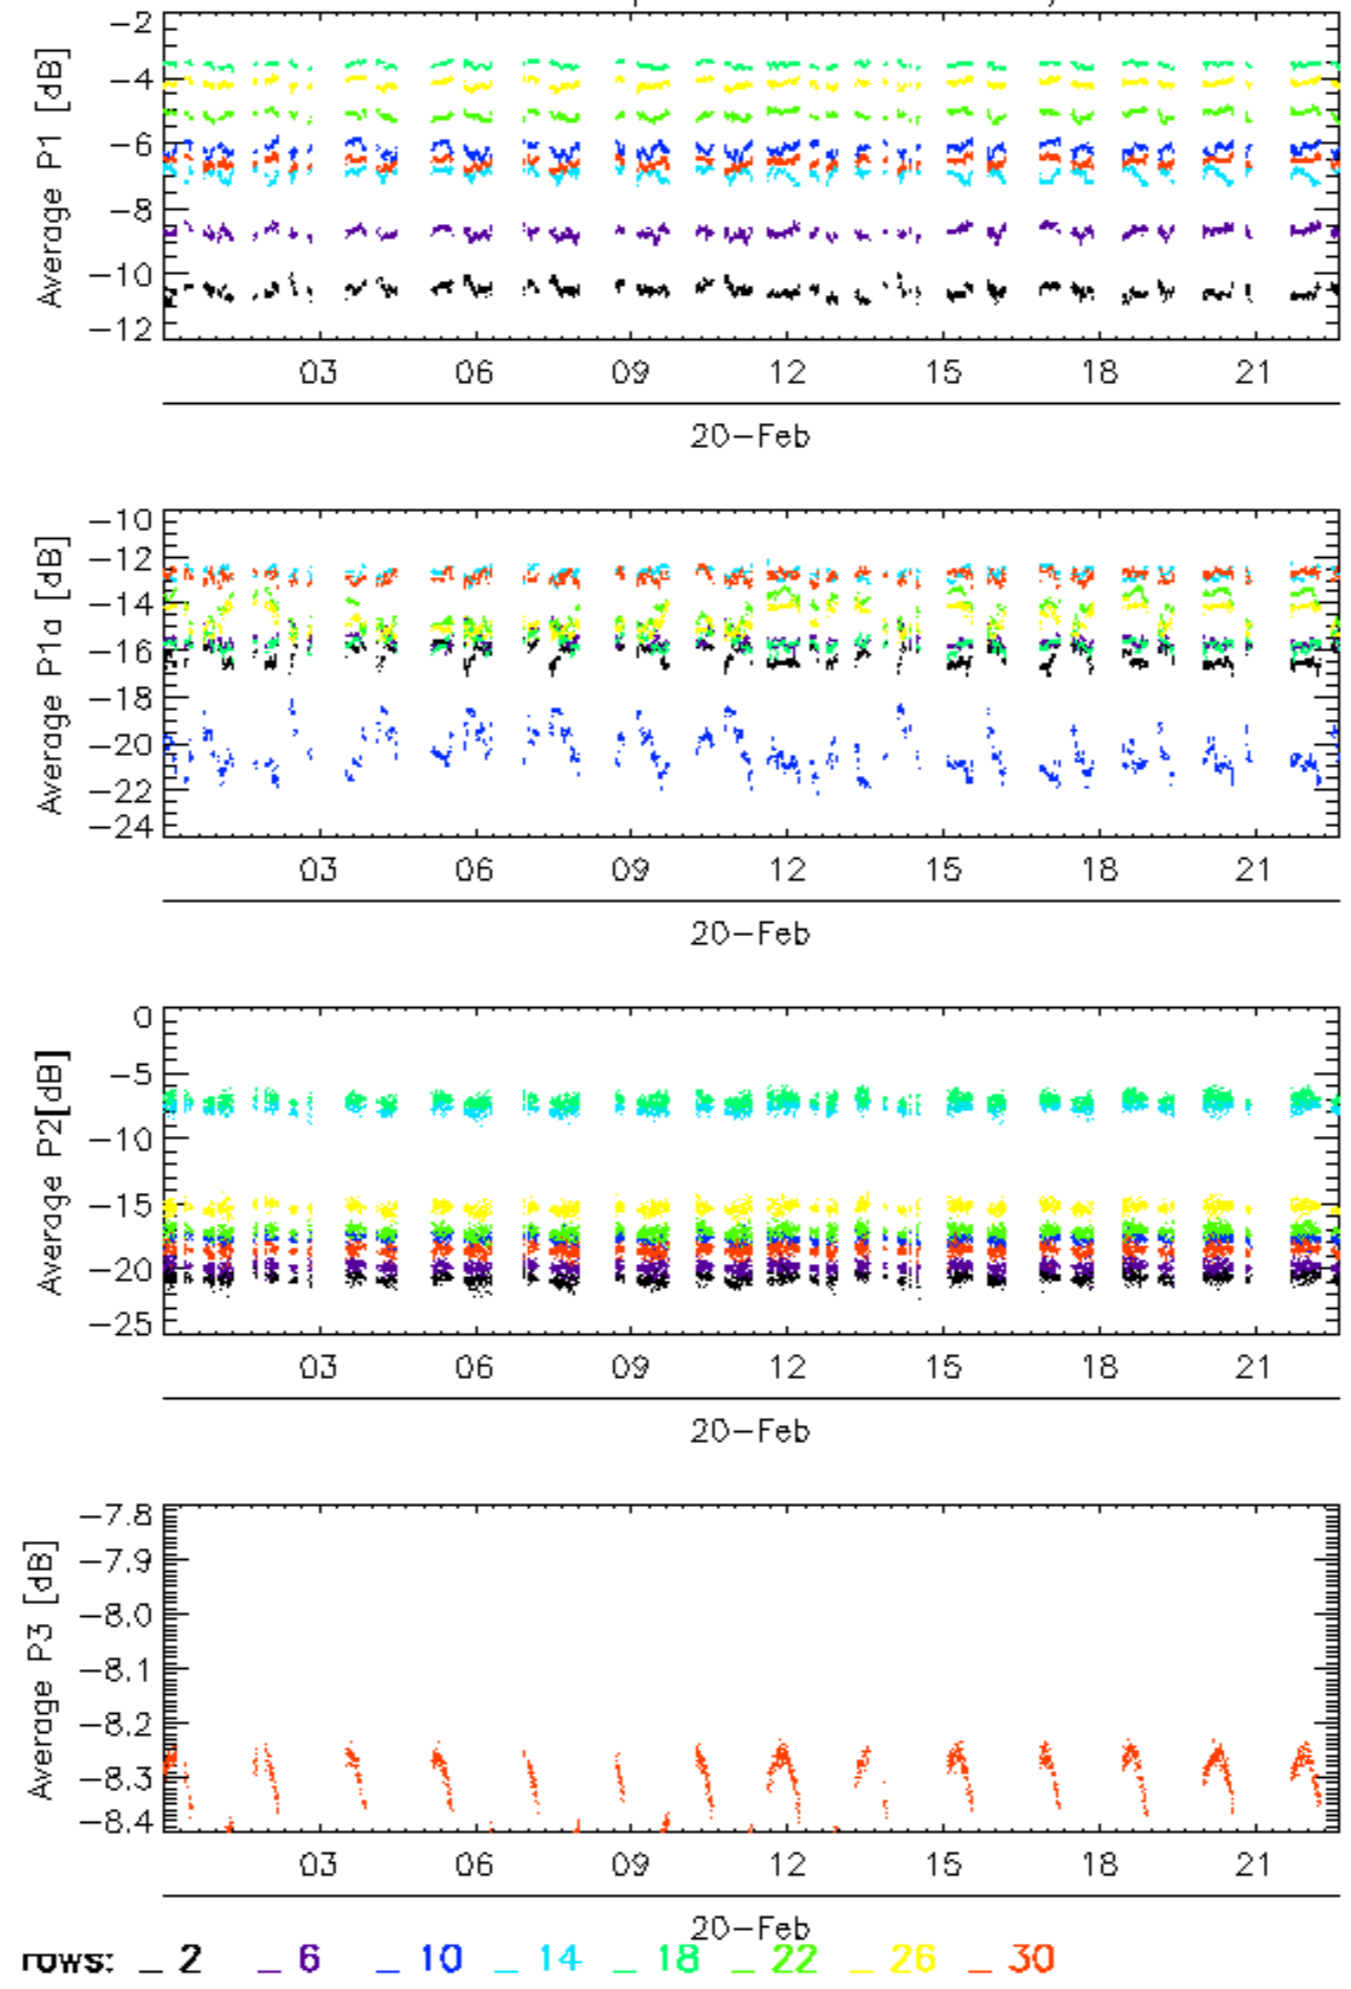 Average P1 [dB]
-2
-4
-6
-8
-10
-12
03 06 09 12 15 18 21
20-Feb
Average P1a [dB]
-10
-12
-14
-16
-18
-20
-22
-24
03 06 09 12 15 18 21
20-Feb
Average P2[dB]
0
-5
-10
-15
-20
-25
03 06 09 12 15 18 21
20-Feb
Average P3 [dB]
-7.8
-7.9
-8.0
-8.1
-8.2
-8.3
-8.4
03 06 09 12 15 18 21
20-Feb
rows: _ 2 _ 6 _ 10 _ 14 _ 18 _ 22 _ 26 _ 30